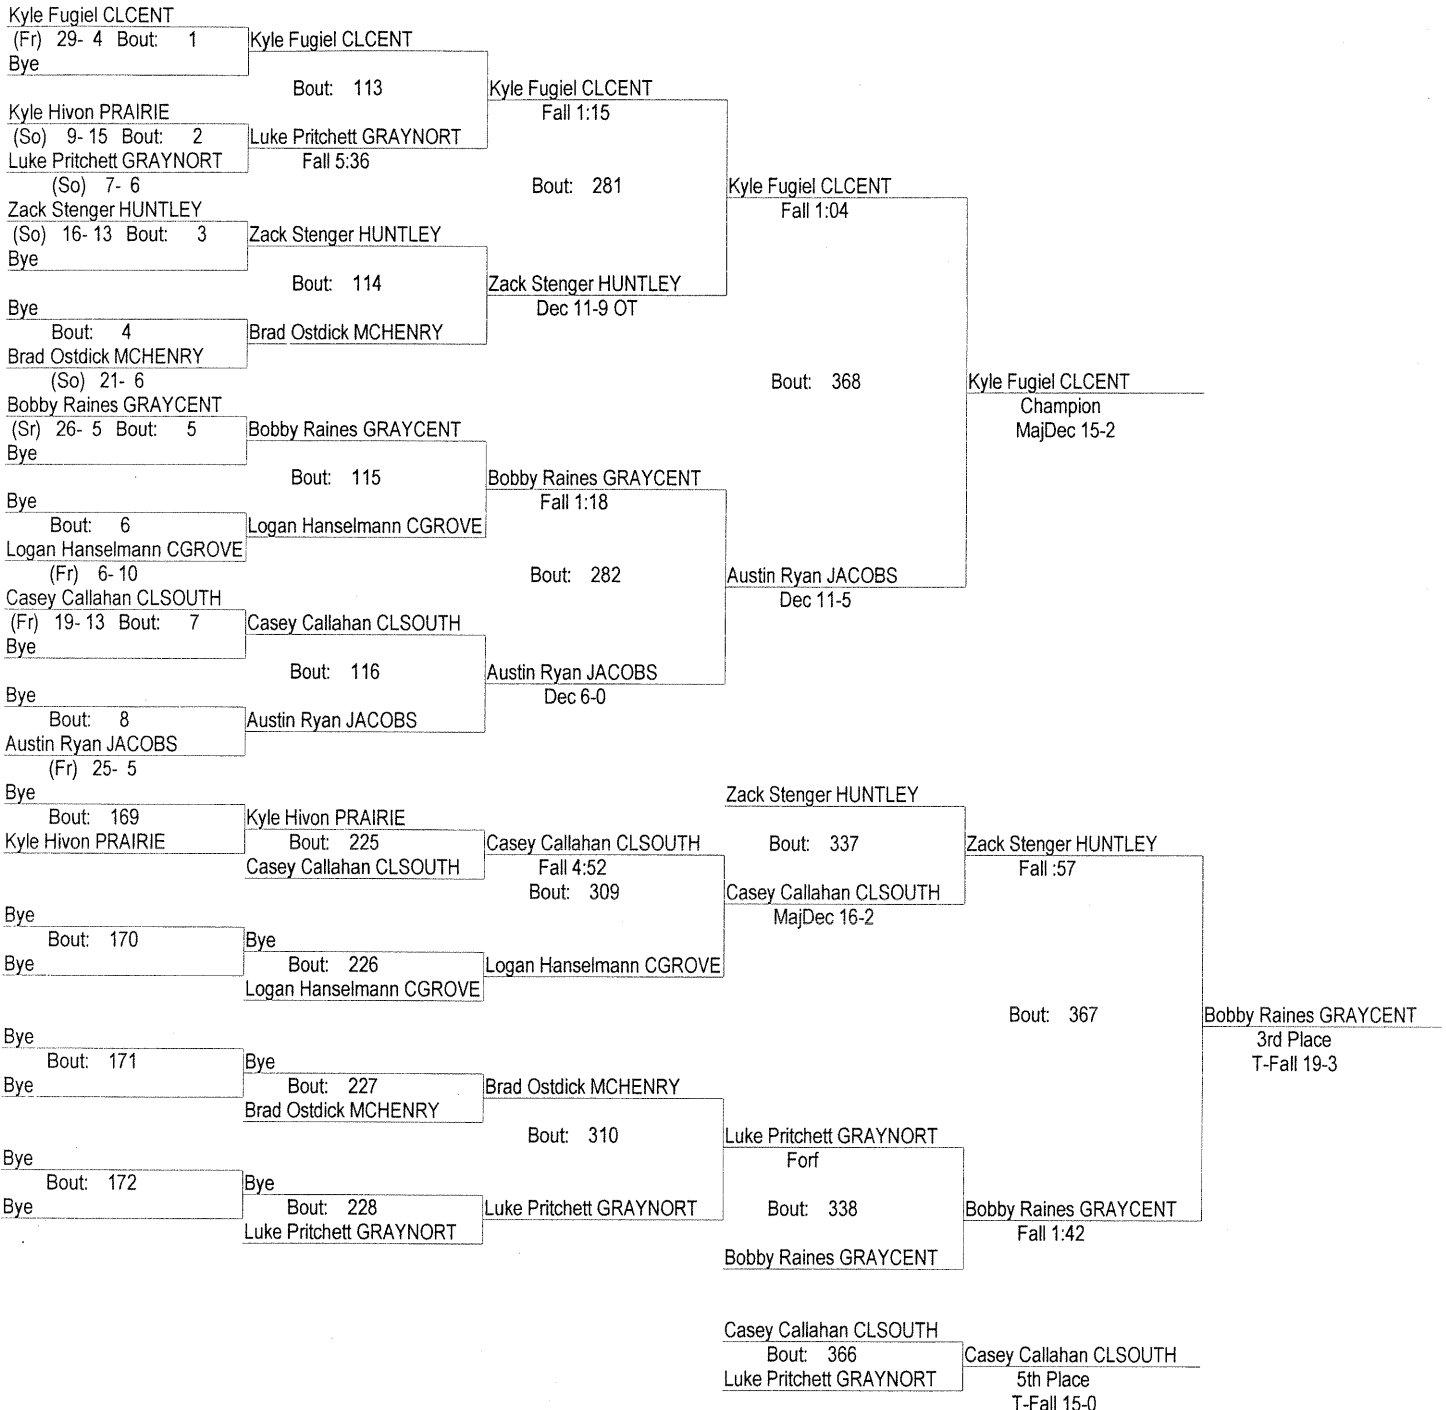 Kyle Fugiel CLCENT
(Fr) 29- 4 Bout: 1
Bye
Kyle Fugiel CLCENT
Bout: 113
Kyle Hivon PRAIRIE
(So) 9- 15 Bout: 2
Luke Pritchett GRAYNORT
(So) 7- 6
Luke Pritchett GRAYNORT
Fall 5:36
Kyle Fugiel CLCENT
Fall 1:15
Bout: 281
Zack Stenger HUNTLEY
(So) 16- 13 Bout: 3
Bye
Zack Stenger HUNTLEY
Bout: 114
Bye
Bout: 4
Brad Ostdick MCHENRY
(So) 21- 6
Brad Ostdick MCHENRY
Zack Stenger HUNTLEY
Dec 11-9 OT
Kyle Fugiel CLCENT
Fall 1:04
Bout: 368
Kyle Fugiel CLCENT
Champion
MajDec 15-2
Bobby Raines GRAYCENT
(Sr) 26- 5 Bout: 5
Bye
Bobby Raines GRAYCENT
Bout: 115
Bye
Bout: 6
Logan Hanselmann CGROVE
(Fr) 6- 10
Logan Hanselmann CGROVE
Bobby Raines GRAYCENT
Fall 1:18
Bout: 282
Casey Callahan CLSOUTH
(Fr) 19- 13 Bout: 7
Bye
Casey Callahan CLSOUTH
Bout: 116
Bye
Bout: 8
Austin Ryan JACOBS
(Fr) 25- 5
Austin Ryan JACOBS
Austin Ryan JACOBS
Dec 6-0
Austin Ryan JACOBS
Dec 11-5
Bye
Bout: 169
Kyle Hivon PRAIRIE
Kyle Hivon PRAIRIE
Bout: 225
Casey Callahan CLSOUTH
Casey Callahan CLSOUTH
Fall 4:52
Bout: 309
Bye
Bout: 170
Bye
Bye
Bout: 226
Logan Hanselmann CGROVE
Logan Hanselmann CGROVE
Zack Stenger HUNTLEY
Bout: 337
Casey Callahan CLSOUTH
MajDec 16-2
Zack Stenger HUNTLEY
Fall :57
Bout: 367
Bobby Raines GRAYCENT
3rd Place
T-Fall 19-3
Bye
Bout: 171
Bye
Bye
Bout: 227
Brad Ostdick MCHENRY
Brad Ostdick MCHENRY
Bout: 310
Bye
Bout: 172
Bye
Bye
Bout: 228
Luke Pritchett GRAYNORT
Luke Pritchett GRAYNORT
Luke Pritchett GRAYNORT
Forf
Bout: 338
Bobby Raines GRAYCENT
Bobby Raines GRAYCENT
Fall 1:42
Casey Callahan CLSOUTH
Bout: 366
Luke Pritchett GRAYNORT
Casey Callahan CLSOUTH
5th Place
T-Fall 15-0